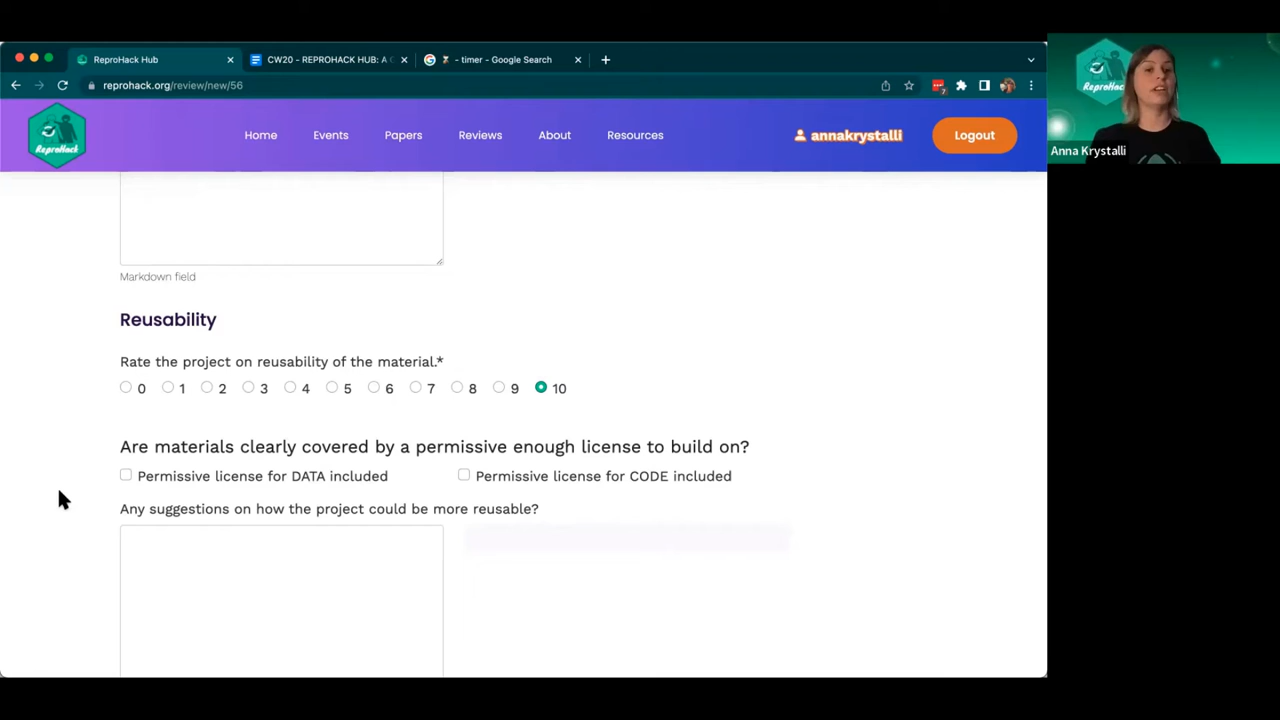 ReproHack Hub
CW20 - REPROHACK HUB: A C
- timer - Google Search
reprohack.org/review/new/56
ReproHack
Home
Events
Papers
Reviews
About
Resources
annakrystalli
Logout
Anna Krystalli
Markdown field
Reusability
Rate the project on reusability of the material.*
0 1 2 3 4 5 6 7 8 9 10
Are materials clearly covered by a permissive enough license to build on?
Permissive license for DATA included
Permissive license for CODE included
Any suggestions on how the project could be more reusable?